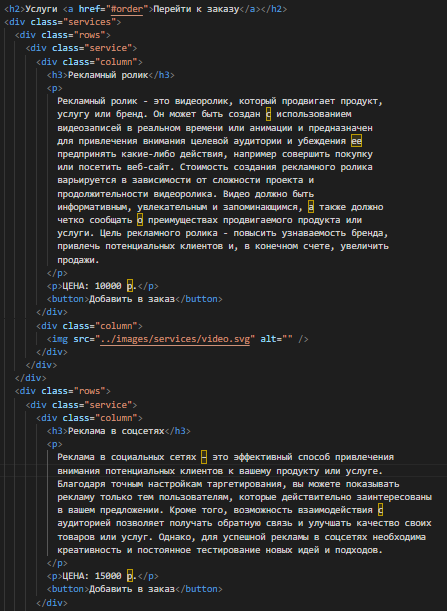 <h2>Услуги <a href="#order">Перейти к заказу</a></h2>
<div class="services">
<div class="rows">
<div class="service">
<div class="column">
<h3>Рекламный ролик</h3>
<p>
Рекламный ролик - это видеоролик, который продвигает продукт,
услугу или бренд. Он может быть создан с использованием
видеозаписей в реальном времени или анимации и предназначен
для привлечения внимания целевой аудитории и убеждения ее
предпринять какие-либо действия, например совершить покупку
или посетить веб-сайт. Стоимость создания рекламного ролика
варьируется в зависимости от сложности проекта и
продолжительности видеоролика. Видео должно быть
информативным, увлекательным и запоминающимся, а также должно
четко сообщать о преимуществах продвигаемого продукта или
услуги. Цель рекламного ролика - повысить узнаваемость бренда,
привлечь потенциальных клиентов и, в конечном счете, увеличить
продажи.
</p>
<p>ЦЕНА: 10000 р.</p>
<button>Добавить в заказ</button>
</div>
<div class="column">
<img src="../images/services/video.svg" alt="" />
</div>
</div>
</div>
<div class="rows">
<div class="service">
<div class="column">
<h3>Реклама в соцсетях</h3>
<p>
Реклама в социальных сетях – это эффективный способ привлечения
внимания потенциальных клиентов к вашему продукту или услуге.
Благодаря точным настройкам таргетирования, вы можете показывать
рекламу только тем пользователям, которые действительно заинтересованы
в вашем предложении. Кроме того, возможность взаимодействия с
аудиторией позволяет получать обратную связь и улучшать качество своих
товаров или услуг. Однако, для успешной рекламы в соцсетях необходима
креативность и постоянное тестирование новых идей и подходов.
</p>
<p>ЦЕНА: 15000 р.</p>
<button>Добавить в заказ</button>
</div>